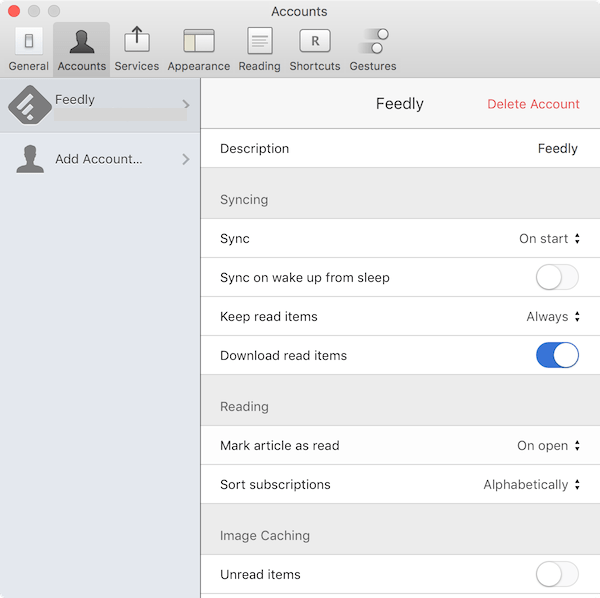 Accounts
General Accounts Services Appearance Reading Shortcuts Gestures
R
Feedly
Add Account...
Feedly Delete Account
Description Feedly
Syncing
Sync On start
Sync on wake up from sleep
Keep read items Always
Download read items
Reading
Mark article as read On open
Sort subscriptions Alphabetically
Image Caching
Unread items